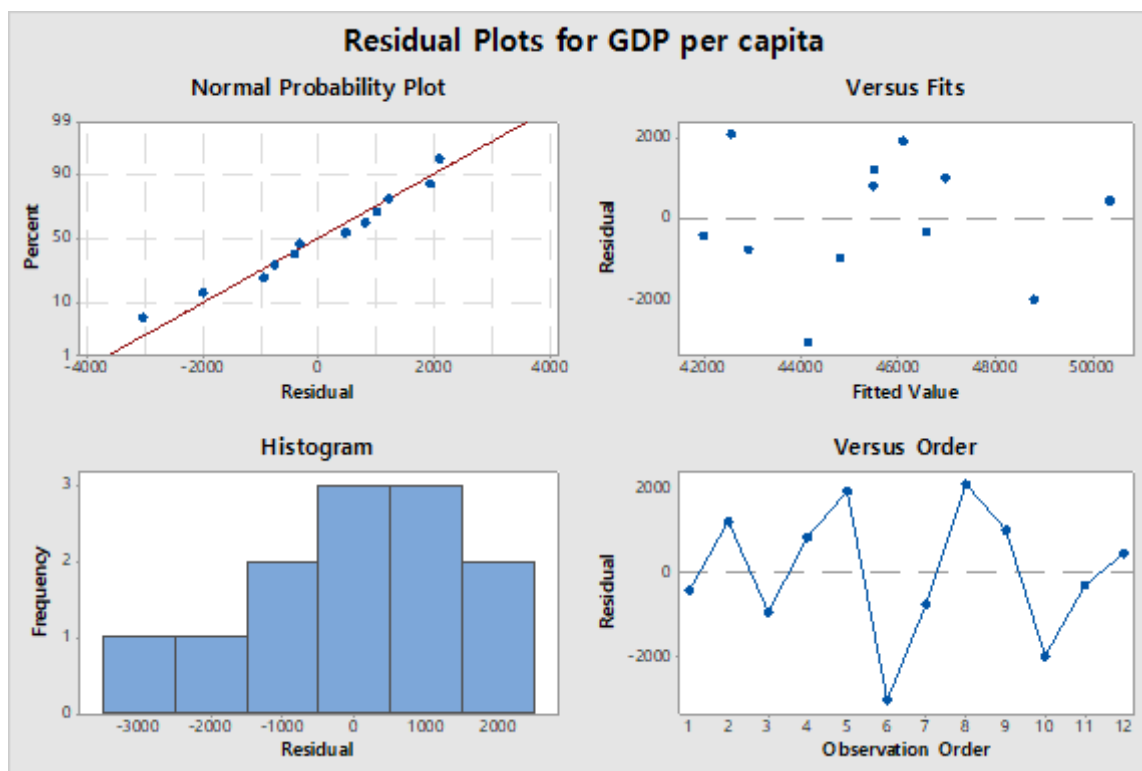 Residual Plots for GDP per capita
Normal Probability Plot
99
90
50
10
1
Percent
-4000 -2000 0 2000 4000
Residual
Versus Fits
2000
0
-2000
Residual
42000 44000 46000 48000 50000
Fitted Value
Histogram
3
2
1
0
Frequency
-3000 -2000 -1000 0 1000 2000
Residual
Versus Order
2000
0
-2000
Residual
1 2 3 4 5 6 7 8 9 10 11 12
Observation Order